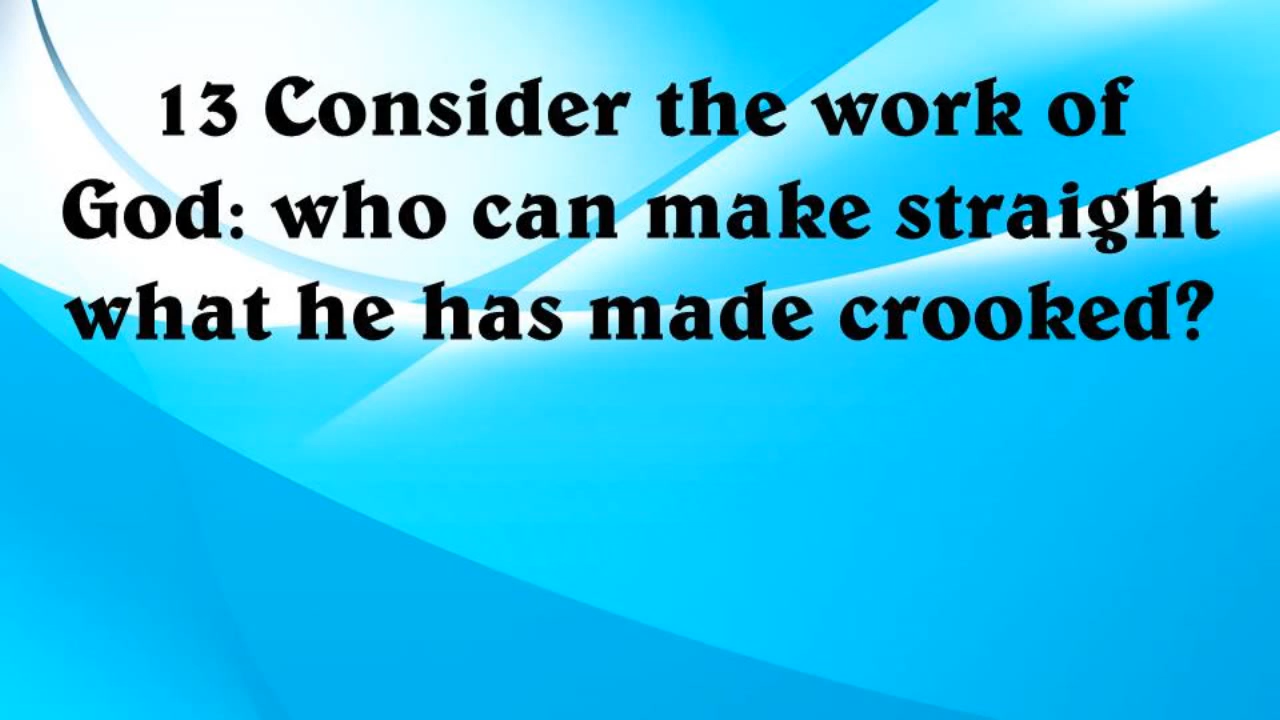 13 Consider the work of
God: who can make straight
what he has made crooked?